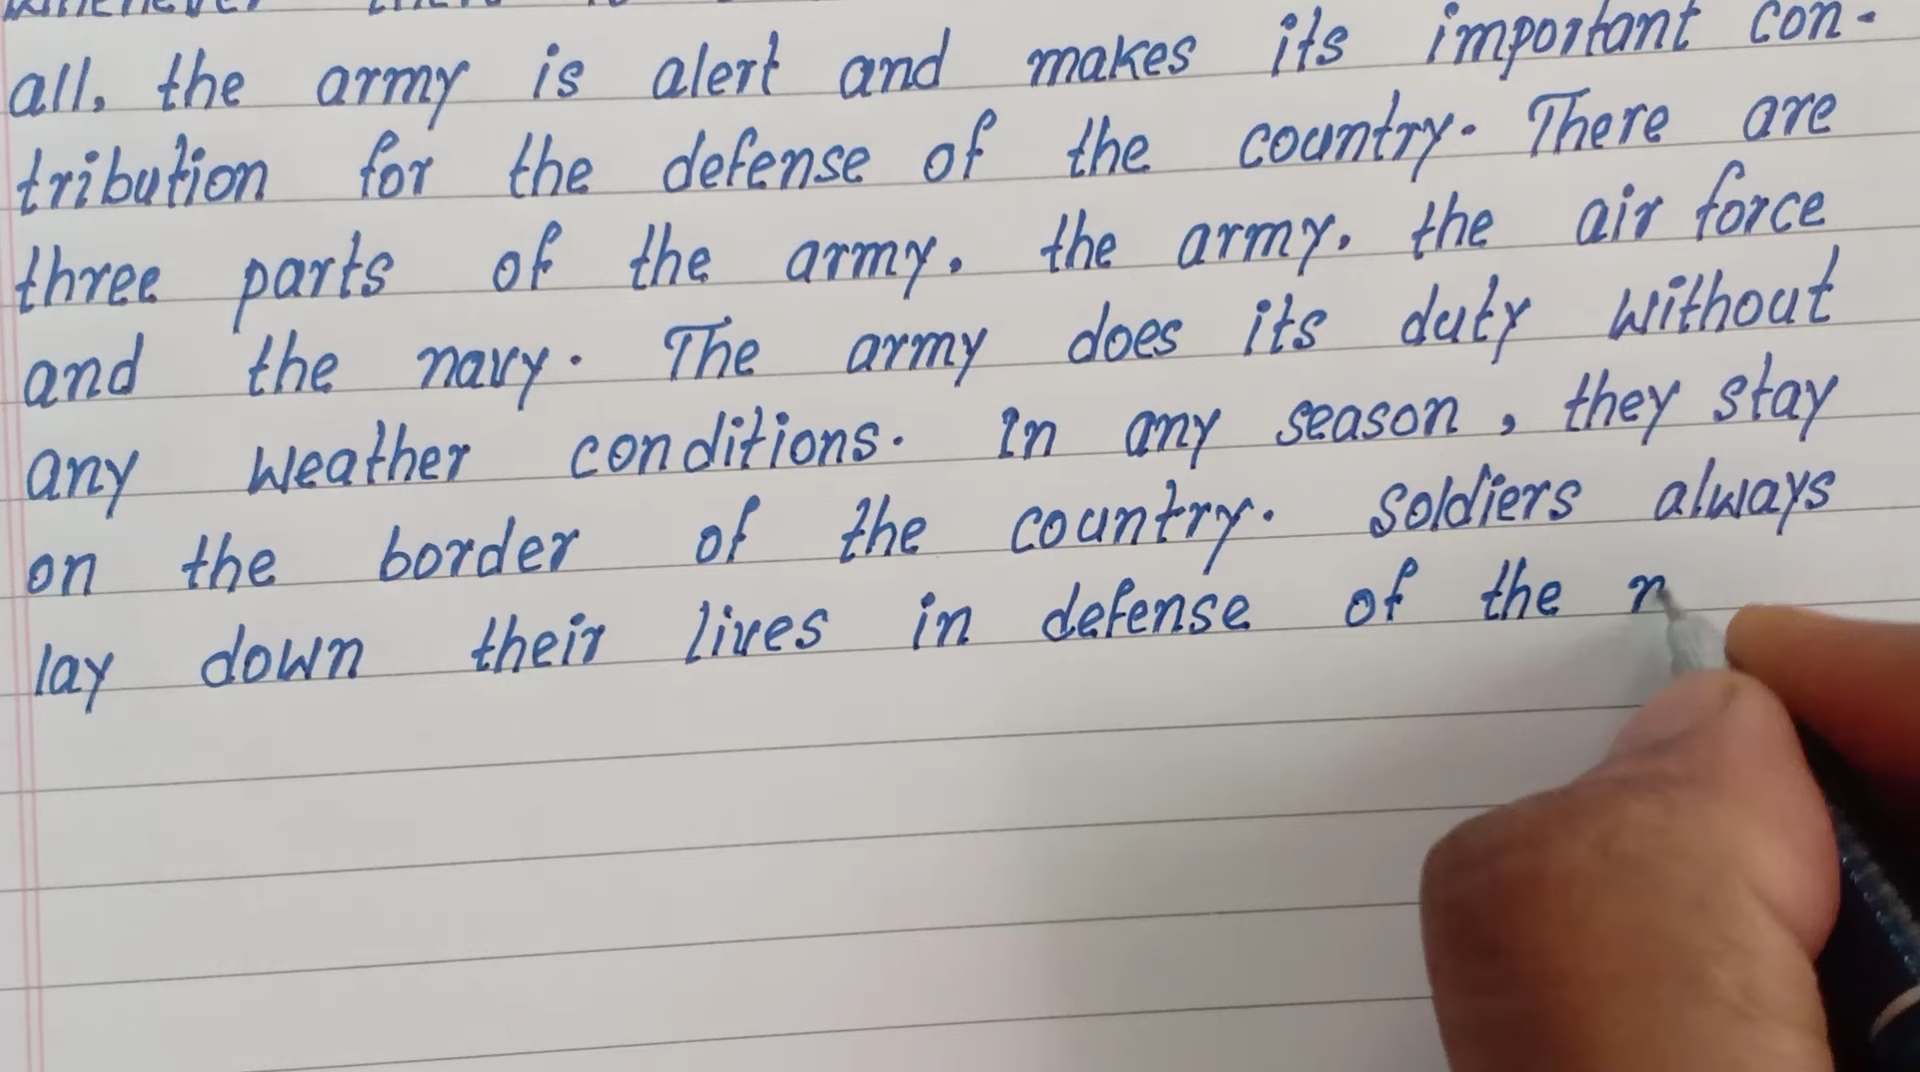 all, the army is alert and makes its important con-
tribution for the defense of the country. There are
three parts of the army, the army, the air force
and the navy. The army does its duty without
any weather conditions. In any season, they stay
on the border of the country. Soldiers always
lay down their lives in defense of the n